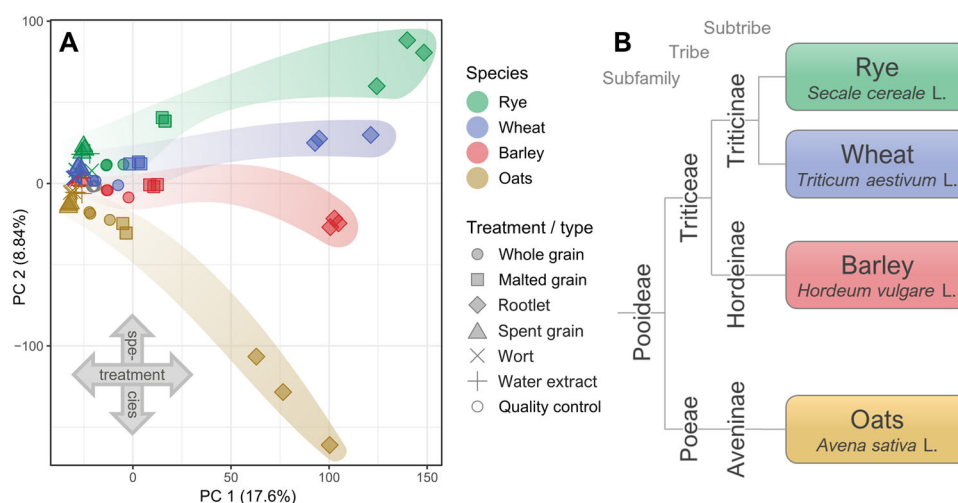 A
100
0
−100
0
50
100
150
PC 1 (17.6%)
PC 2 (8.84%)
spe-
treatment
cies
Species
Rye
Wheat
Barley
Oats
Treatment / type
Whole grain
Malted grain
Rootlet
Spent grain
Wort
Water extract
Quality control
B
Subtribe
Tribe
Subfamily
Pooideae
Triticeae
Poeae
Triticinae
Hordeinae
Aveninae
Rye
Secale cereale L.
Wheat
Triticum aestivum L.
Barley
Hordeum vulgare L.
Oats
Avena sativa L.